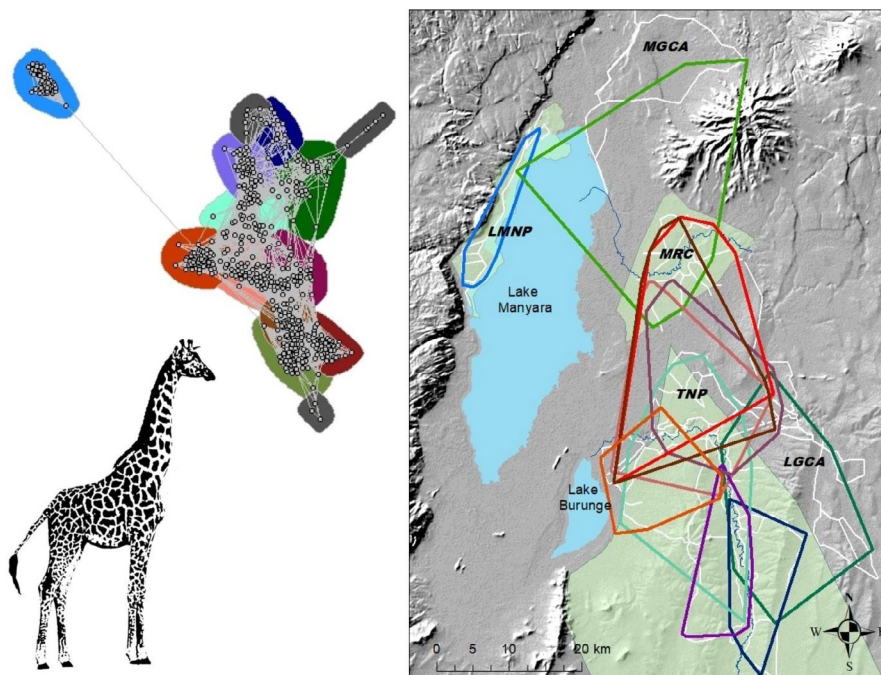 MGCA
LMNP
MRC
Lake
Manyara
TNP
LGCA
Lake
Burunge
0 5 10 20 km
N
W E
S